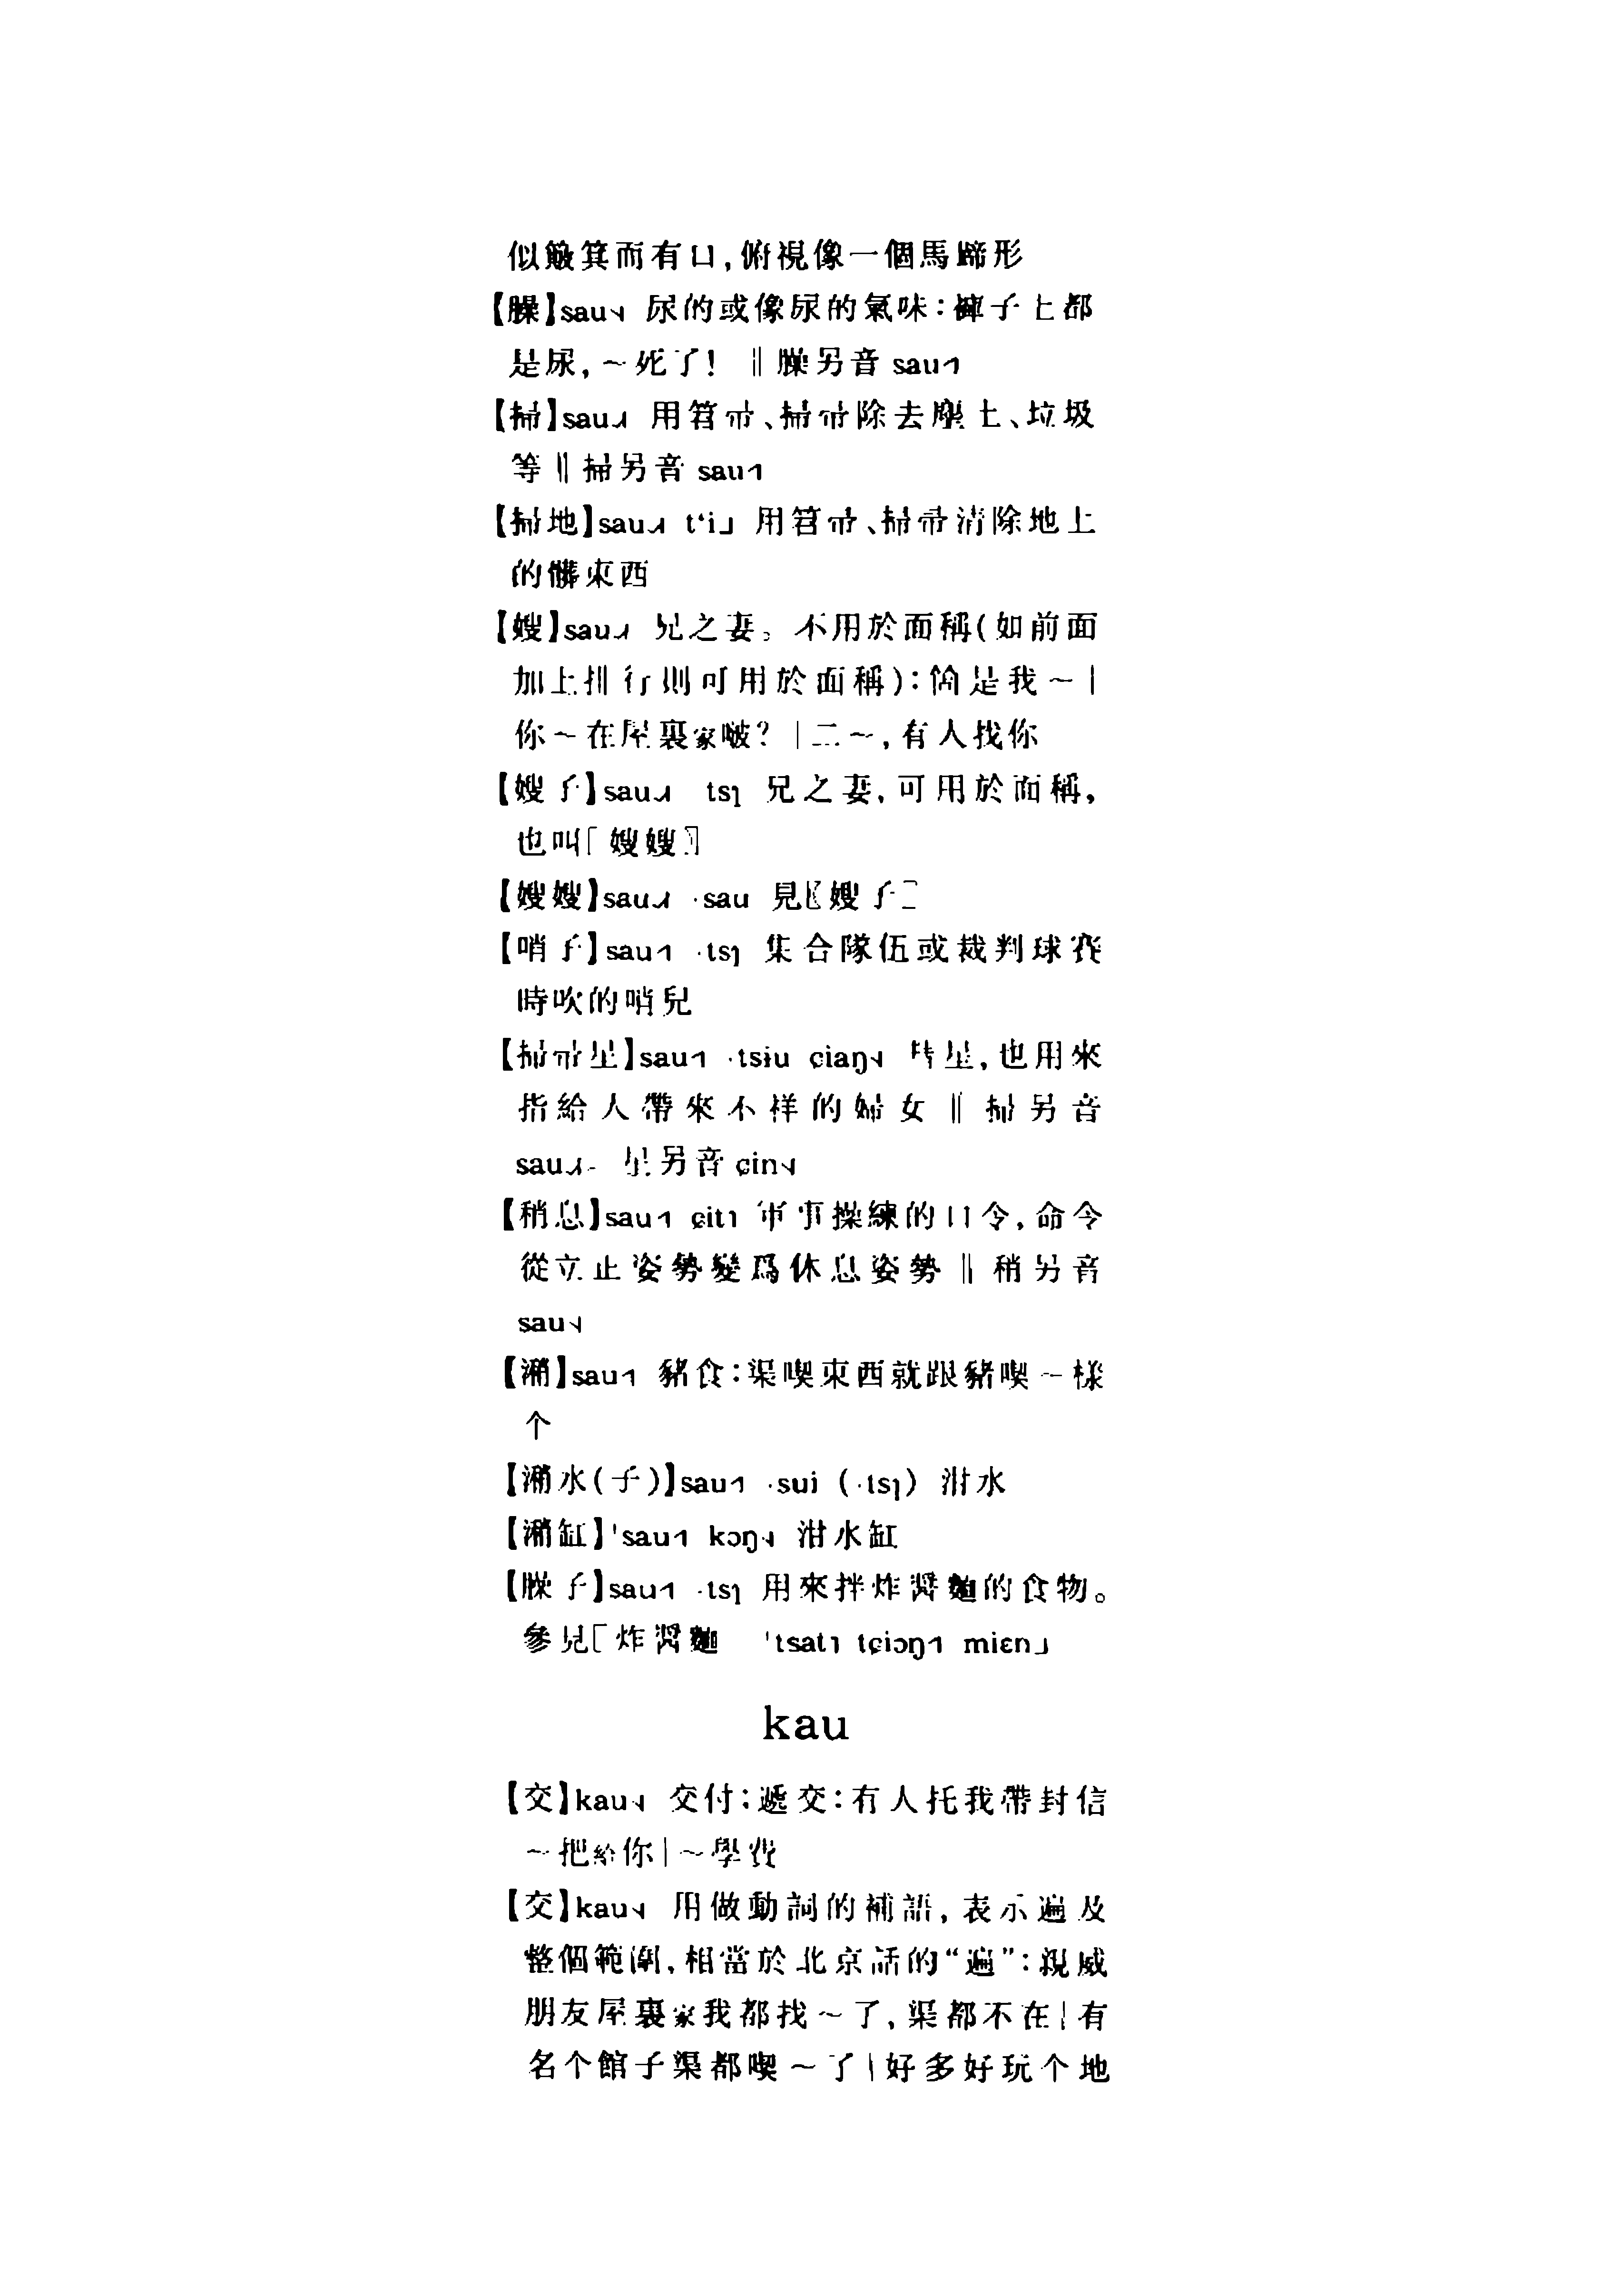 似簸箕而有口,俯視像一個馬蹄形
【臊】sau˧ 尿的或像尿的氣味:褲子上都
是尿,~死了! ‖臊另音 sau˥
【掃】sau˩ 用笤帚、掃帚除去塵土、垃圾
等‖掃另音 sau˥
【掃地】sau˩ t‘i˩ 用笤帚、掃帚清除地上
的髒東西
【嫂】sau˩ 兄之妻。不用於面稱(如前面
加上排行則可用於面稱):箇是我~|
你~在屋裏家啵?|二~,有人找你
【嫂子】sau˩ tsɿ 兄之妻,可用於面稱,
也叫[嫂嫂]
【嫂嫂】sau˩ ·sau 見[嫂子]
【哨子】sau˥ ·tsɿ 集合隊伍或裁判球賽
時吹的哨兒
【掃帚星】sau˥ ·tsiu ɕiaŋ˧ 彗星,也用來
指給人帶來不祥的婦女‖掃另音
sau˩ 星另音 ɕin˧
【稍息】sau˥ ɕit˥ 軍事操練的口令,命令
從立正姿勢變爲休息姿勢‖稍另音
sau˧
【潲】sau˥ 豬食:渠喫東西就跟豬喫~樣
个
【潲水(子)】sau˥ ·sui (·tsɿ) 泔水
【潲缸】'sau˥ kɔŋ˧ 泔水缸
【臊子】sau˥ ·tsɿ 用來拌炸醬麵的食物。
參見[炸醬麵 'tsat˥ tɕiɔŋ˥ miɛn˩
kau
【交】kau˧ 交付;遞交:有人托我帶封信
~把給你|~學費
【交】kau˧ 用做動詞的補語,表示遍及
整個範圍,相當於北京話的“遍”:親戚
朋友屋裏家我都找~了,渠都不在|有
名个館子渠都喫~了|好多好玩个地